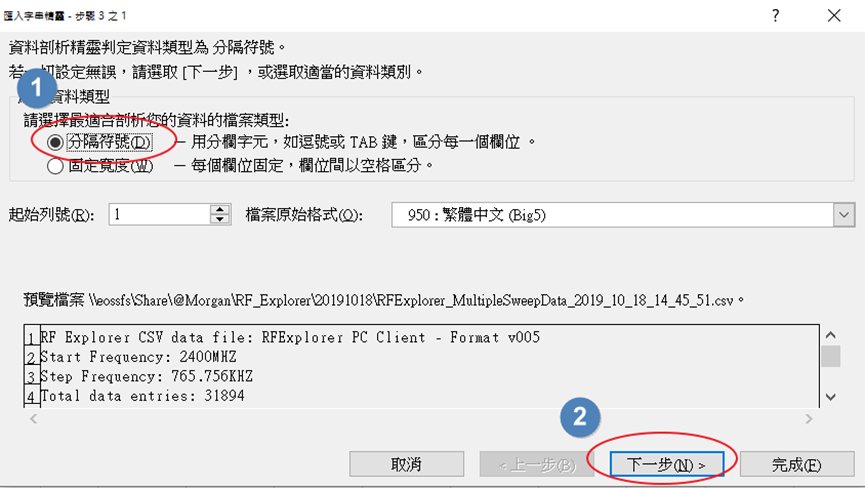 匯入字串精靈 - 步驟 3 之 1
資料剖析精靈判定資料類型為 分隔符號。
若一切設定無誤，請選取 [下一步] ，或選取適當的資料類別。
1
資料類型
請選擇最適合剖析您的資料的檔案類型:
分隔符號(D) - 用分欄字元，如逗號或 TAB 鍵，區分每一個欄位 。
固定寬度(W) - 每個欄位固定，欄位間以空格區分。
起始列號(R): 1 檔案原始格式(O): 950 : 繁體中文 (Big5)
預覽檔案 \\eossfs\Share\@Morgan\RF_Explorer\20191018\RFExplorer_MultipleSweepData_2019_10_18_14_45_51.csv。
1 RF Explorer CSV data file: RFExplorer PC Client - Format v005
2 Start Frequency: 2400MHZ
3 Step Frequency: 765.756KHZ
4 Total data entries: 31894
2
取消 < 上一步(B) 下一步(N) > 完成(F)